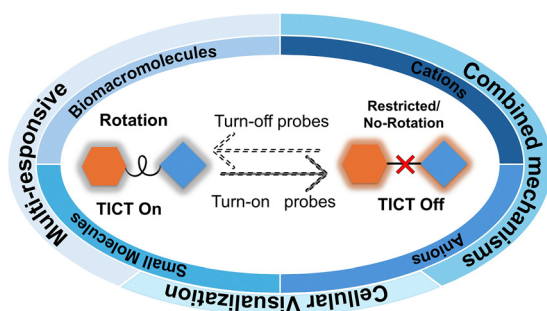 Multi-responsive
Combined mechanisms
Biomacromolecules
Cations
Rotation
Turn-off probes
Restricted/
No-Rotation
TICT On
Turn-on probes
TICT Off
Small Molecules
Anions
Cellular Visualization